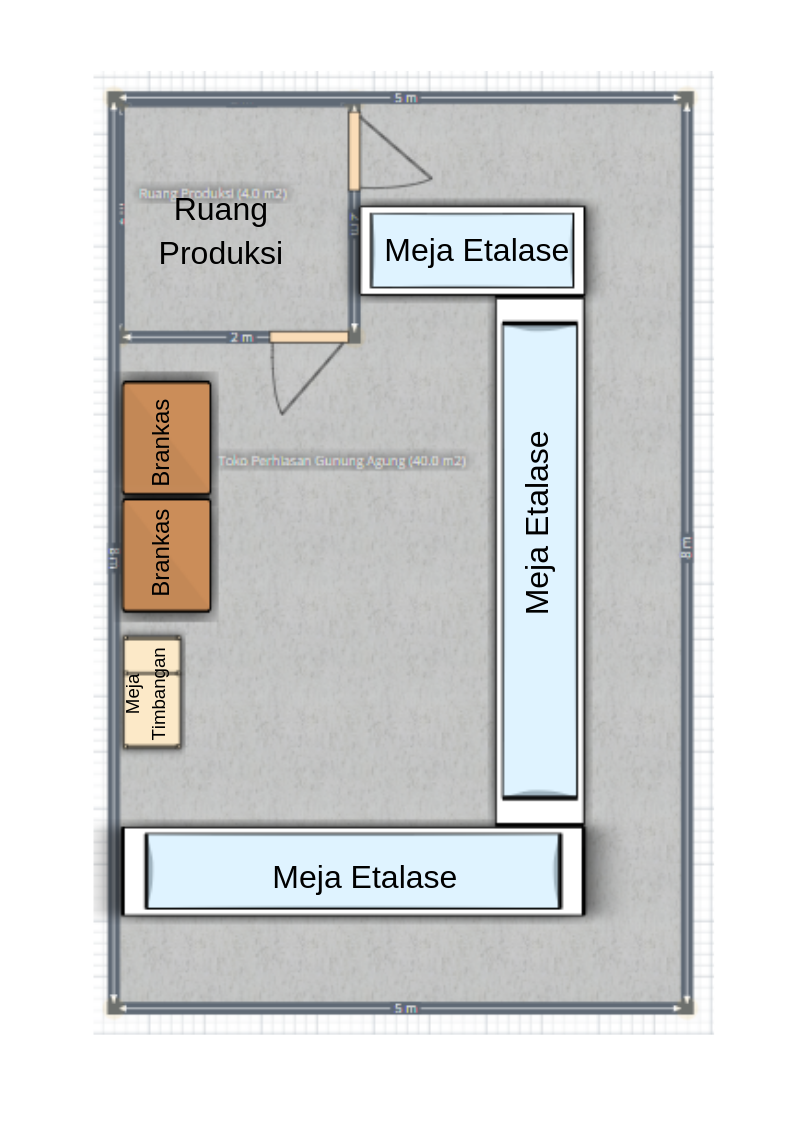 5 m
Ruang Produksi (4.0 m2)
Ruang
Produksi
2 m
Meja Etalase
2 m
Brankas
Toko Perhiasan Gunung Agung (40.0 m2)
Meja Etalase
Brankas
8 m
8 m
Meja
Timbangan
Meja Etalase
5 m